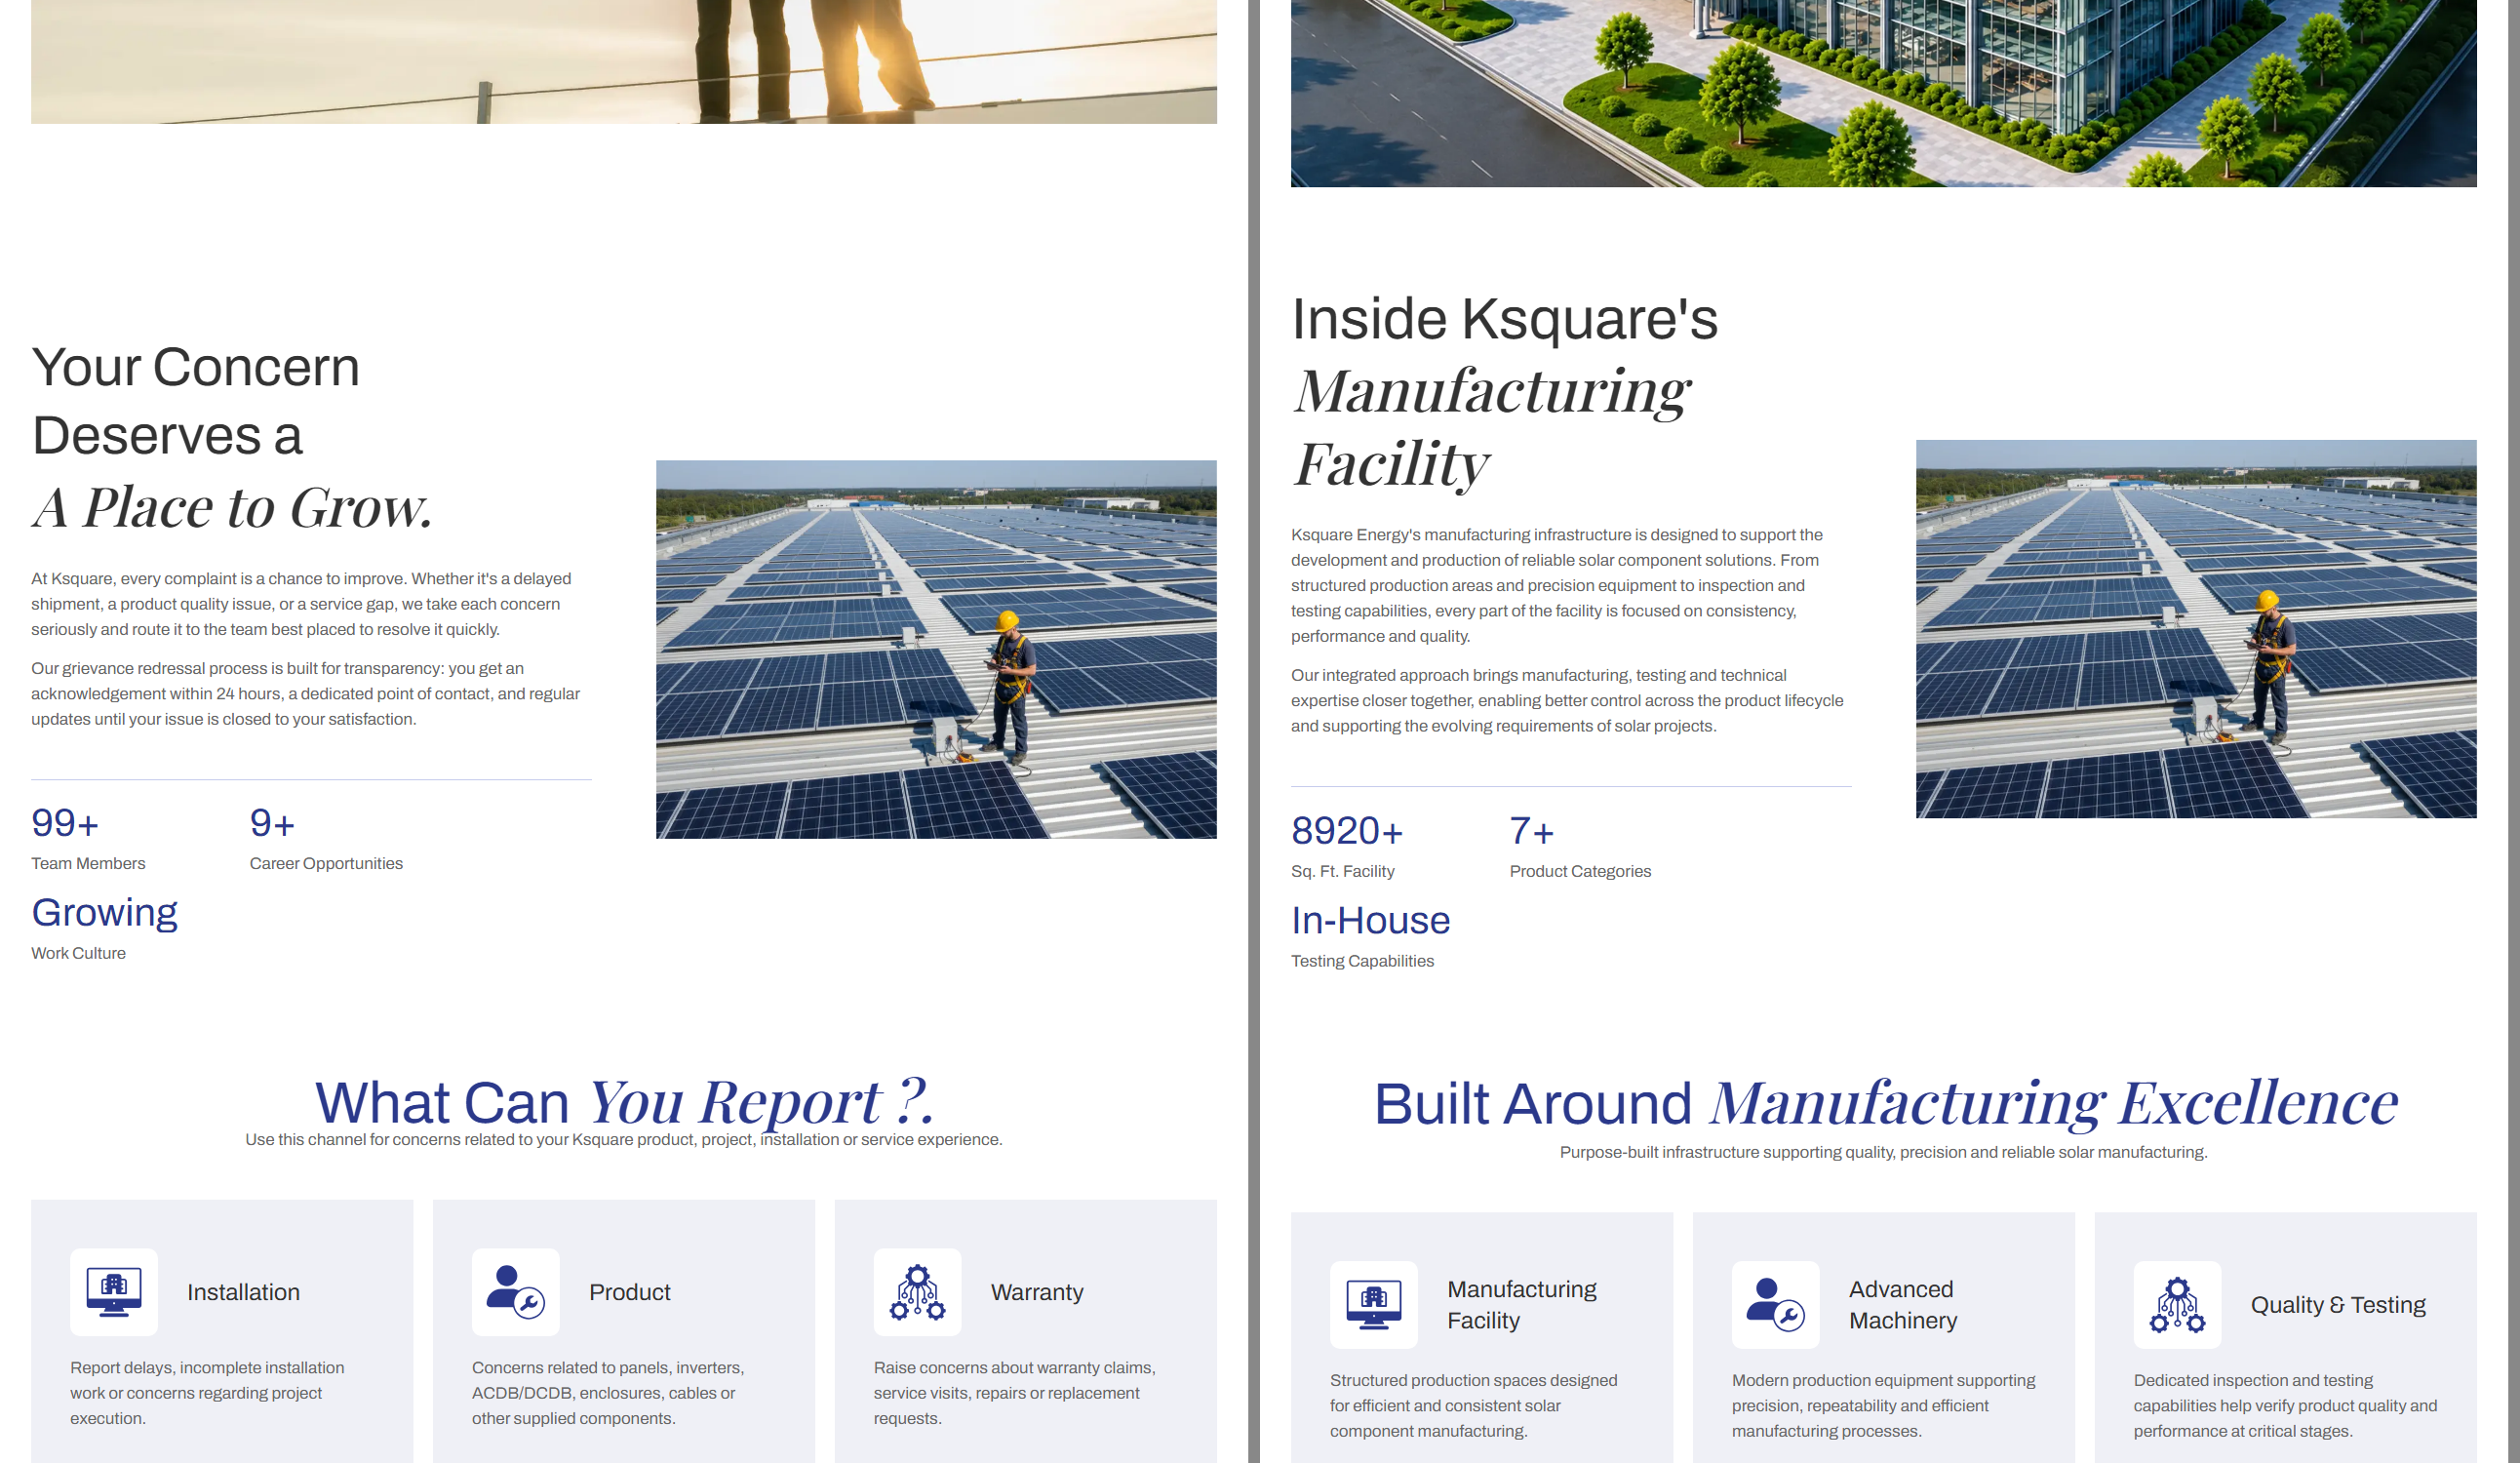 Your Concern
Deserves a
A Place to Grow.
At Ksquare, every complaint is a chance to improve. Whether it's a delayed
shipment, a product quality issue, or a service gap, we take each concern
seriously and route it to the team best placed to resolve it quickly.
Our grievance redressal process is built for transparency: you get an
acknowledgement within 24 hours, a dedicated point of contact, and regular
updates until your issue is closed to your satisfaction.
99+
Team Members
9+
Career Opportunities
Growing
Work Culture
What Can You Report ?.
Use this channel for concerns related to your Ksquare product, project, installation or service experience.
Installation
Report delays, incomplete installation
work or concerns regarding project
execution.
Product
Concerns related to panels, inverters,
ACDB/DCDB, enclosures, cables or
other supplied components.
Warranty
Raise concerns about warranty claims,
service visits, repairs or replacement
requests.
Inside Ksquare's
Manufacturing
Facility
Ksquare Energy's manufacturing infrastructure is designed to support the
development and production of reliable solar component solutions. From
structured production areas and precision equipment to inspection and
testing capabilities, every part of the facility is focused on consistency,
performance and quality.
Our integrated approach brings manufacturing, testing and technical
expertise closer together, enabling better control across the product lifecycle
and supporting the evolving requirements of solar projects.
8920+
Sq. Ft. Facility
7+
Product Categories
In-House
Testing Capabilities
Built Around Manufacturing Excellence
Purpose-built infrastructure supporting quality, precision and reliable solar manufacturing.
Manufacturing
Facility
Structured production spaces designed
for efficient and consistent solar
component manufacturing.
Advanced
Machinery
Modern production equipment supporting
precision, repeatability and efficient
manufacturing processes.
Quality & Testing
Dedicated inspection and testing
capabilities help verify product quality and
performance at critical stages.